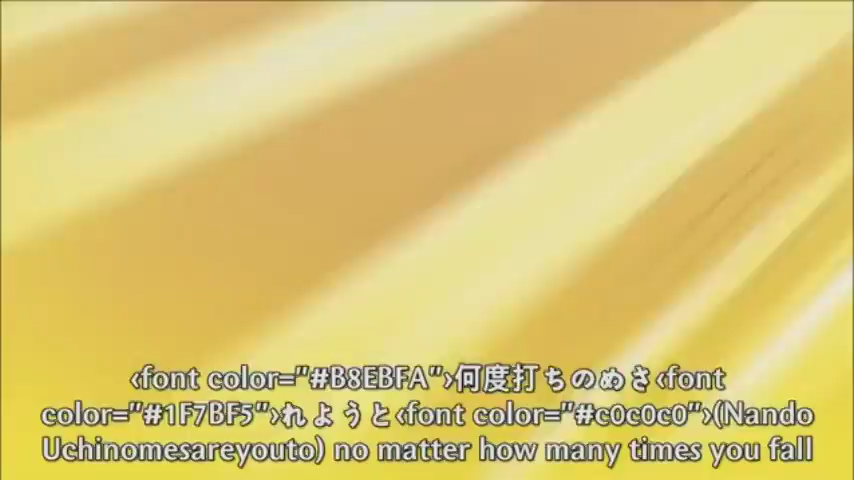 ‹font color="#B8EBFA"›何度打ちのめさ‹font
color="#1F7BF5"›れようと‹font color="#c0c0c0"›(Nando
Uchinomesareyouto) no matter how many times you fall